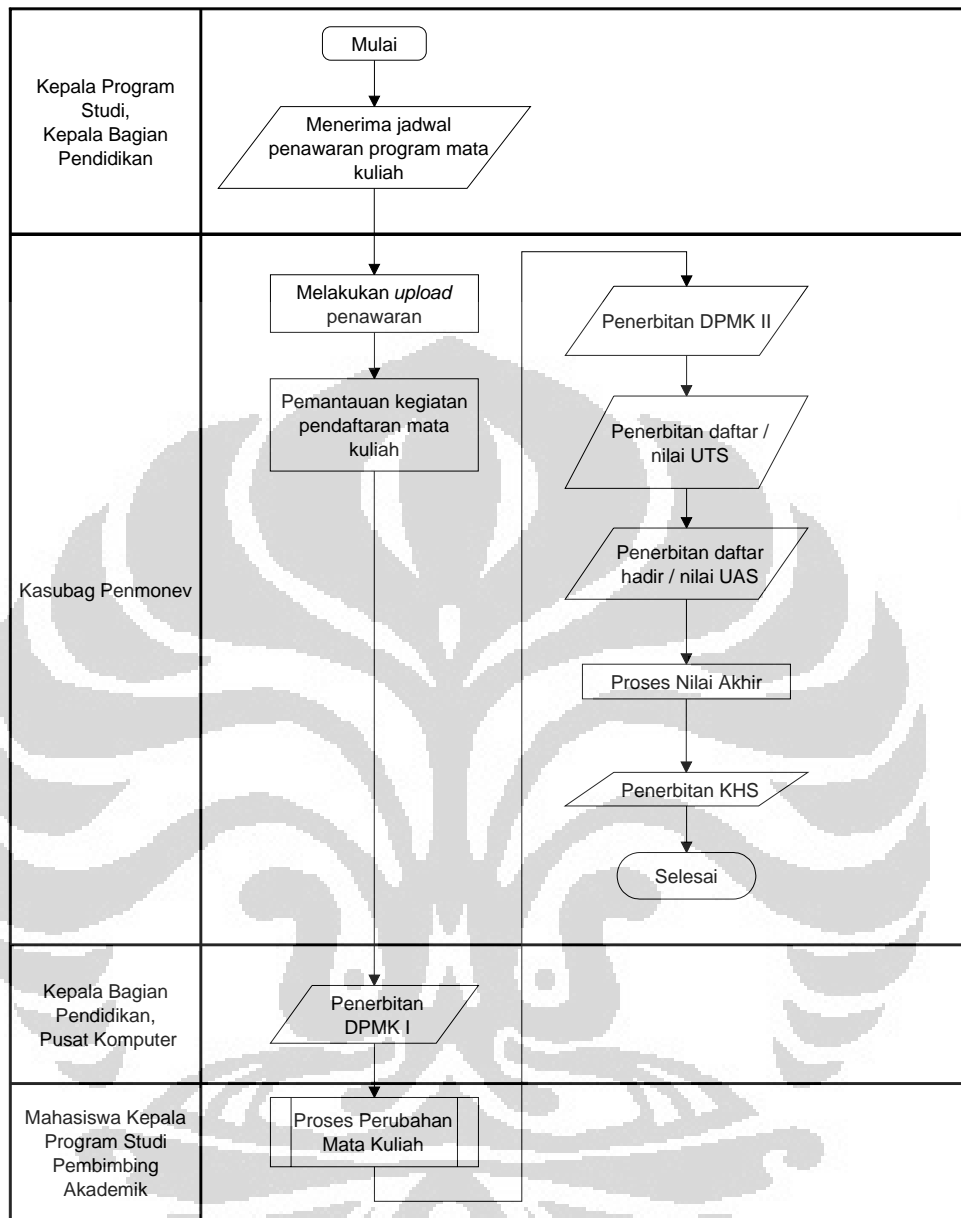 Kepala Program
Studi,
Kepala Bagian
Pendidikan
Mulai
Menerima jadwal
penawaran program mata
kuliah
Kasubag Penmonev
Melakukan upload
penawaran
Pemantauan kegiatan
pendaftaran mata
kuliah
Penerbitan DPMK II
Penerbitan daftar /
nilai UTS
Penerbitan daftar
hadir / nilai UAS
Proses Nilai Akhir
Penerbitan KHS
Selesai
Kepala Bagian
Pendidikan,
Pusat Komputer
Penerbitan
DPMK I
Mahasiswa Kepala
Program Studi
Pembimbing
Akademik
Proses Perubahan
Mata Kuliah